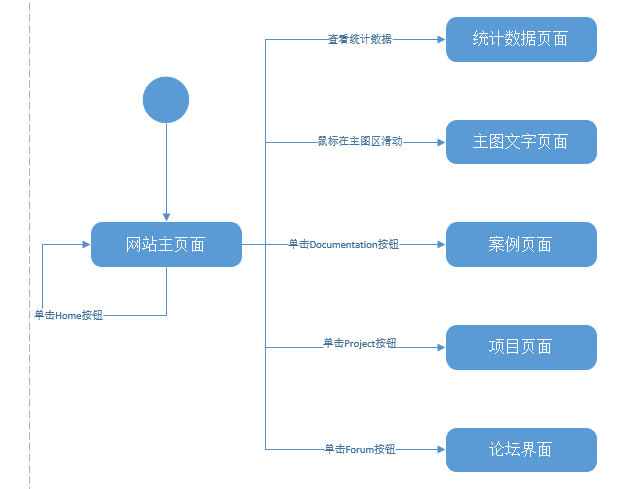 查看统计数据
统计数据页面
鼠标在主图区滑动
主图文字页面
网站主页面
单击Documentation按钮
案例页面
单击Home按钮
单击Project按钮
项目页面
单击Forum按钮
论坛界面